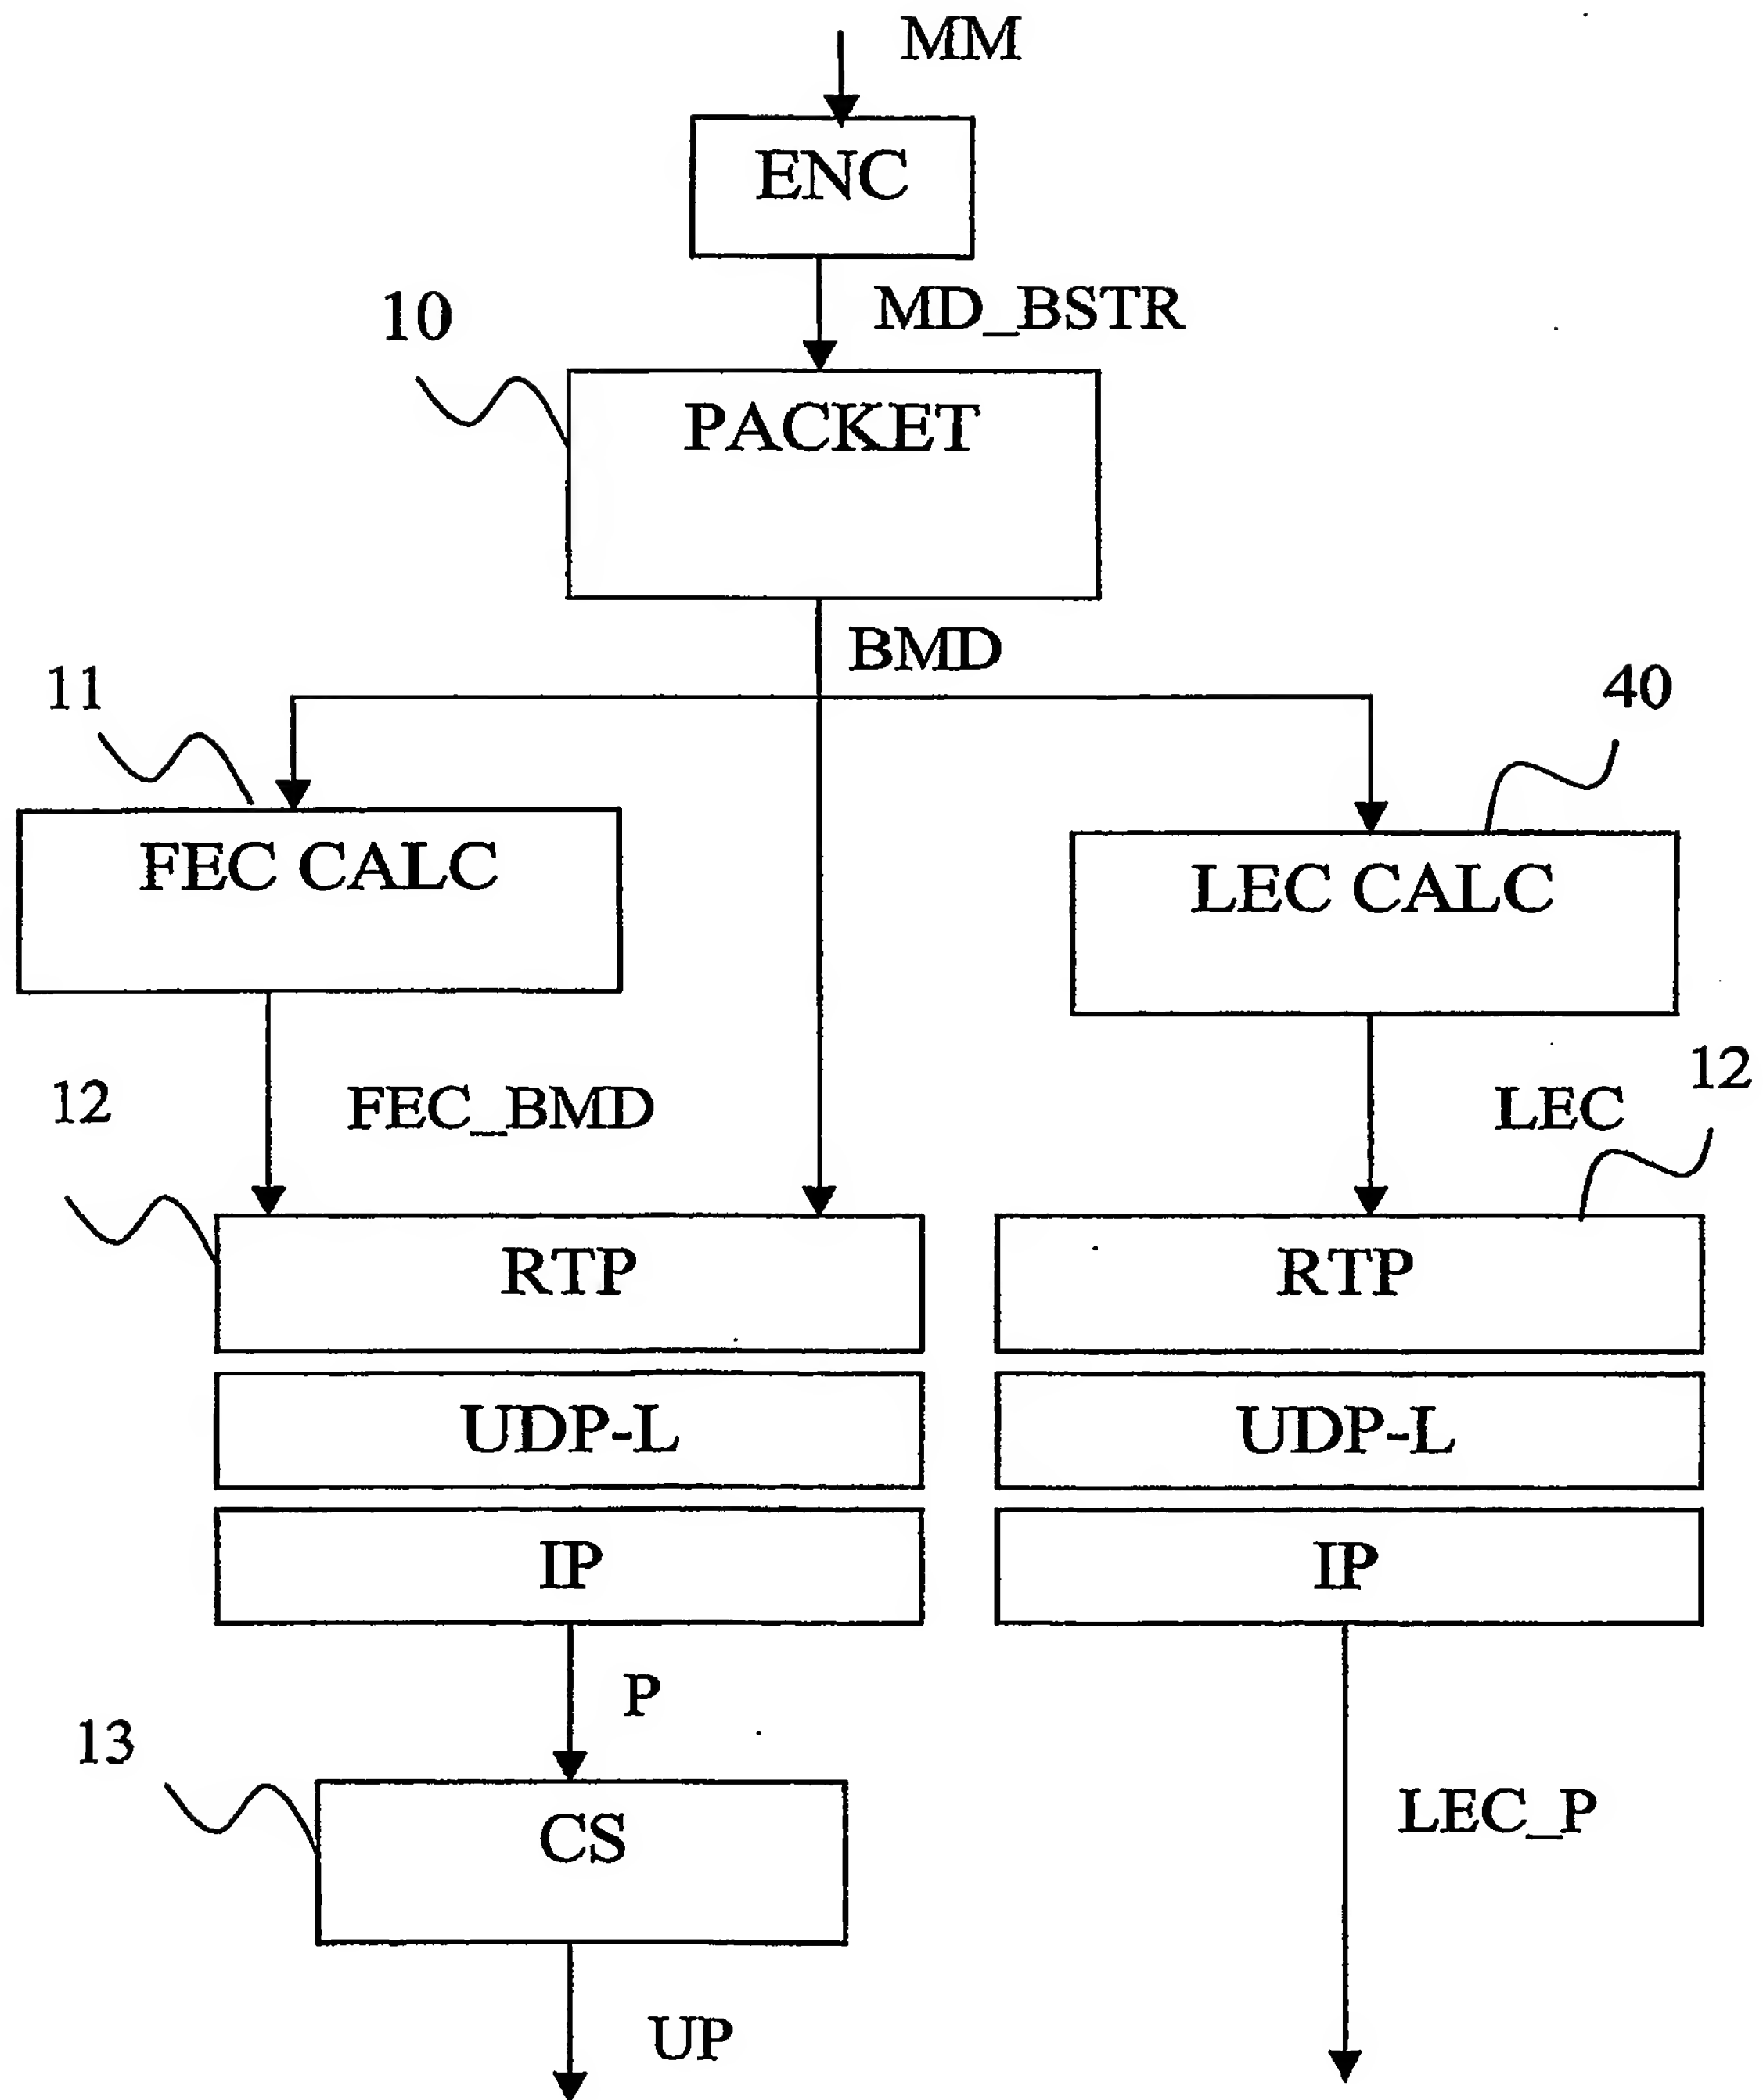 MM
ENC
10
MD_BSTR
PACKET
BMD
11
40
FEC CALC
LEC CALC
12
FEC_BMD
LEC
12
RTP
RTP
UDP-L
UDP-L
IP
IP
P
13
CS
LEC_P
UP